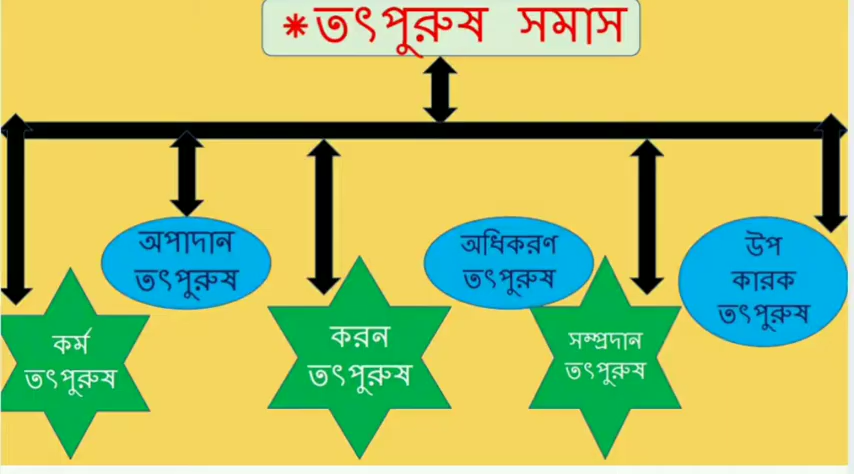 *তৎপুরুষ সমাস
অপাদান
তৎপুরুষ
অধিকরণ
তৎপুরুষ
উপ
কারক
তৎপুরুষ
কর্ম
তৎপুরুষ
করন
তৎপুরুষ
সম্প্রদান
তৎপুরুষ